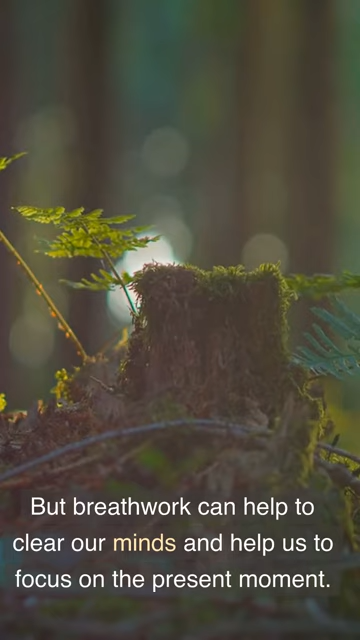 But breathwork can help to
clear our minds and help us to
focus on the present moment.